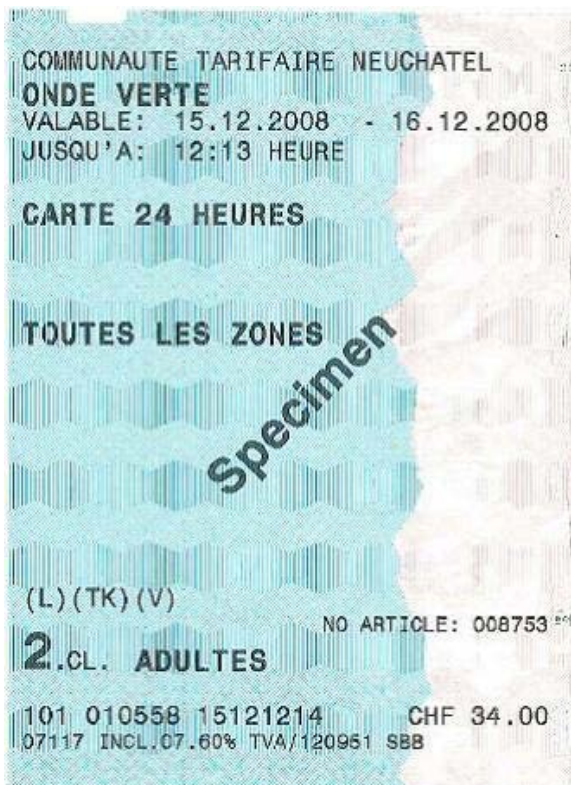 COMMUNAUTE TARIFAIRE NEUCHATEL
ONDE VERTE
VALABLE: 15.12.2008 - 16.12.2008
JUSQU'A: 12:13 HEURE
CARTE 24 HEURES
TOUTES LES ZONES
Specimen
(L)(TK)(V)
NO ARTICLE: 008753
2.CL. ADULTES
101 010558 15121214 CHF 34.00
07117 INCL.07.60% TVA/120951 SBB